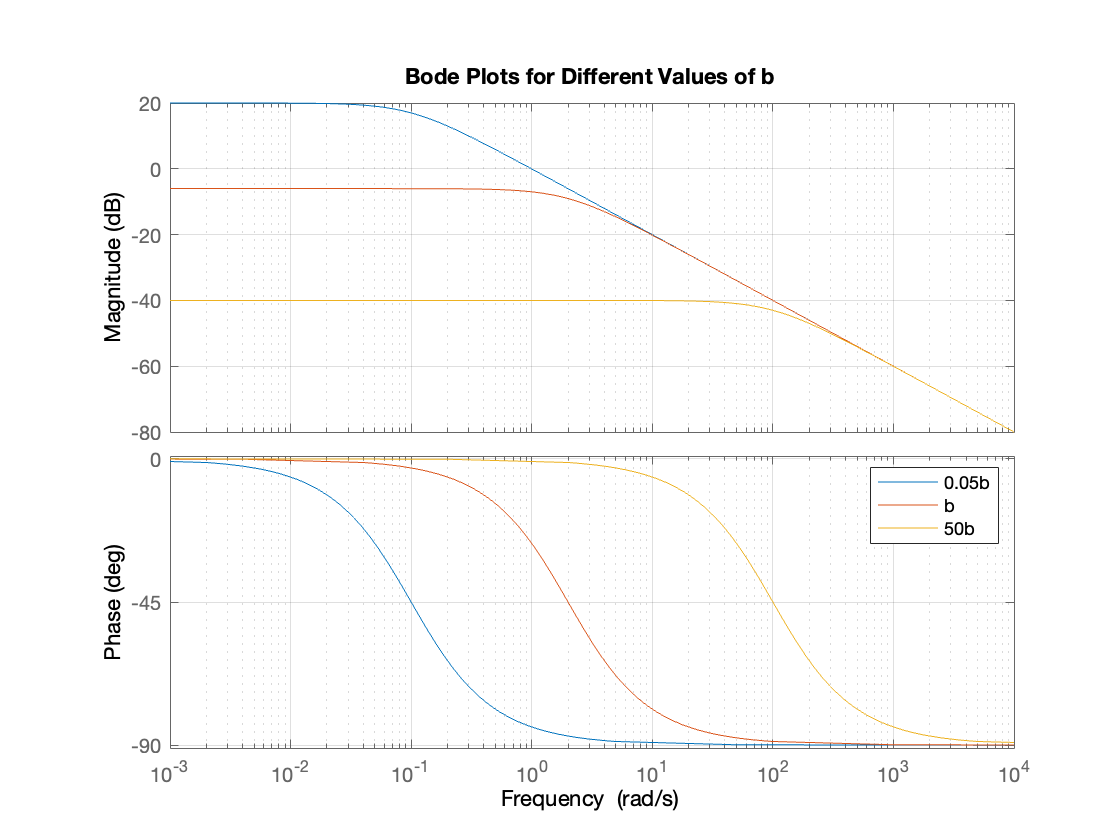 Bode Plots for Different Values of b
Magnitude (dB)
20
0
-20
-40
-60
-80
Phase (deg)
0
-45
-90
0.05b
b
50b
10^-3
10^-2
10^-1
10^0
10^1
10^2
10^3
10^4
Frequency (rad/s)